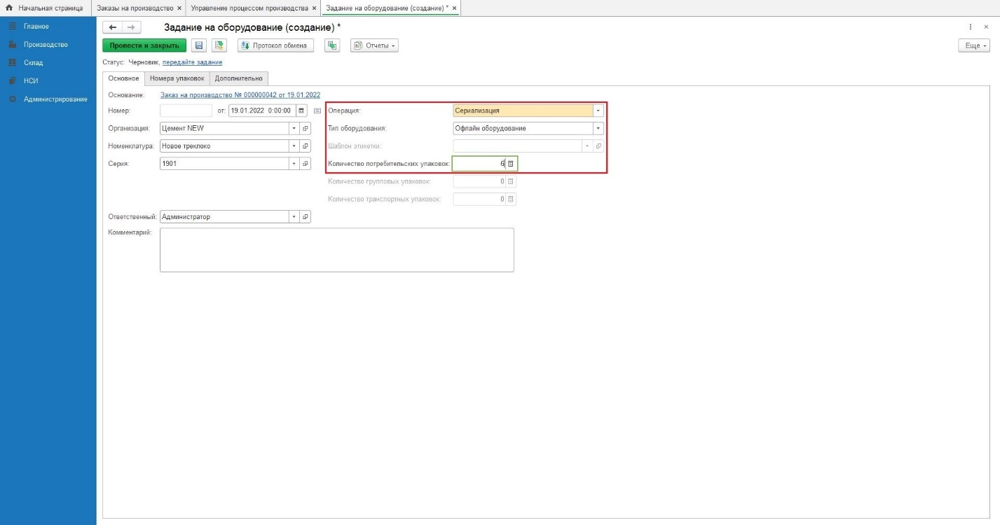 Начальная страница
Заказы на производство ×
Управление процессом производства ×
Задание на оборудование (создание) * ×
Главное
Производство
Склад
НСИ
Администрирование
Задание на оборудование (создание) *
Провести и закрыть
Протокол обмена
Отчеты
Еще
Статус: Черновик, передайте задание
Основное
Номера упаковок
Дополнительно
Основание: Заказ на производство № 000000042 от 19.01.2022
Номер: от: 19.01.2022 0:00:00
Операция: Сериализация
Организация: Цемент NEW
Тип оборудования: Офлайн оборудование
Номенклатура: Новое треклоко
Шаблон этикетки:
Серия: 1901
Количество потребительских упаковок: 6
Количество групповых упаковок: 0
Количество транспортных упаковок: 0
Ответственный: Администратор
Комментарий: